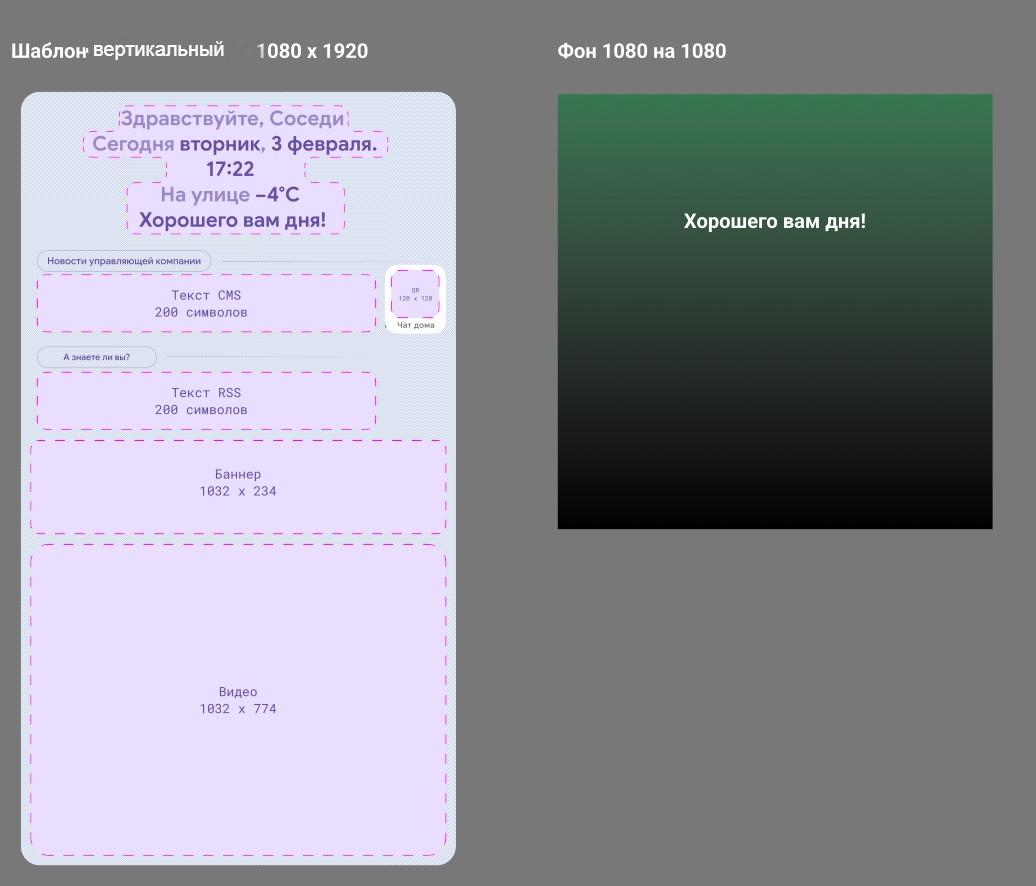 Шаблон вертикальный 1080 x 1920
Фон 1080 на 1080
Здравствуйте, Соседи
Сегодня вторник, 3 февраля.
17:22
На улице −4°C
Хорошего вам дня!
Новости управляющей компании
Текст CMS
200 символов
QR
120 x 120
Чат дома
А знаете ли вы?
Текст RSS
200 символов
Баннер
1032 x 234
Видео
1032 x 774
Хорошего вам дня!